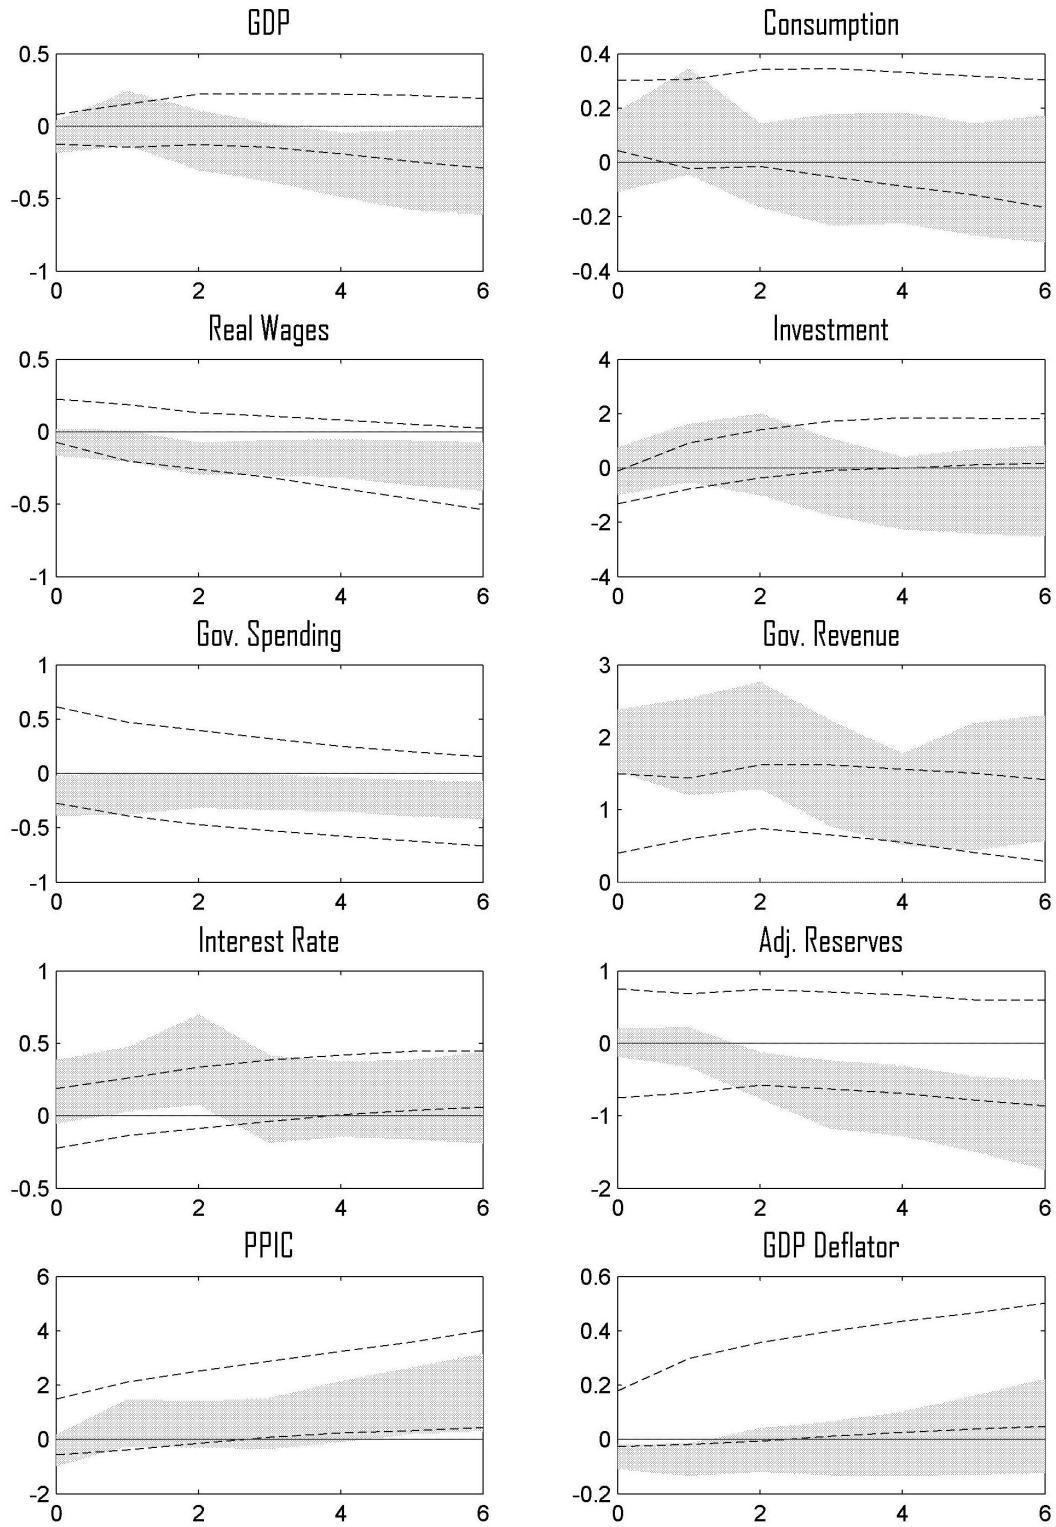 GDP
0.5
0
-0.5
-1
0 2 4 6
Consumption
0.4
0.2
0
-0.2
-0.4
0 2 4 6
Real Wages
0.5
0
-0.5
-1
0 2 4 6
Investment
4
2
0
-2
-4
0 2 4 6
Gov. Spending
1
0.5
0
-0.5
-1
0 2 4 6
Gov. Revenue
3
2
1
0
0 2 4 6
Interest Rate
1
0.5
0
-0.5
0 2 4 6
Adj. Reserves
1
0
-1
-2
0 2 4 6
PPIC
6
4
2
0
-2
0 2 4 6
GDP Deflator
0.6
0.4
0.2
0
-0.2
0 2 4 6